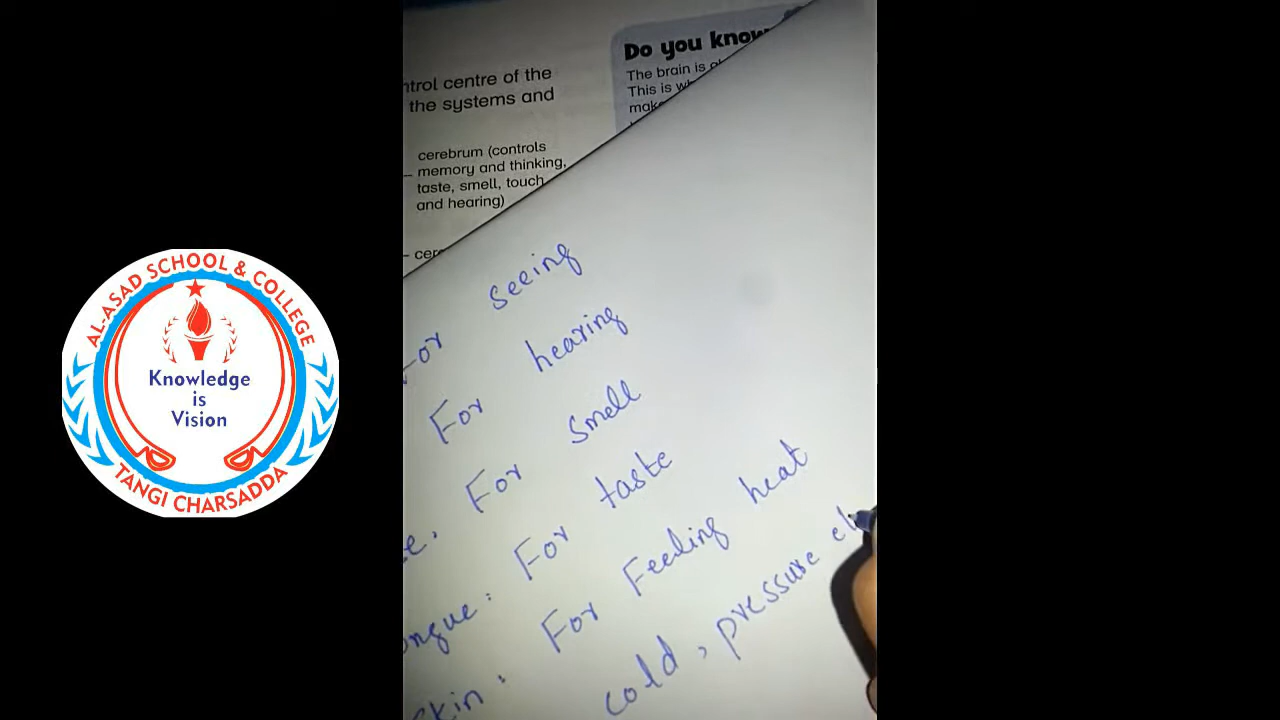 AL-ASAD SCHOOL & COLLEGE
Knowledge
is
Vision
TANGI CHARSADDA
ntrol centre of the
the systems and
cerebrum (controls
memory and thinking,
taste, smell, touch
and hearing)
Do you know
The brain is
This is
For seeing
For hearing
For smell
For taste
For Feeling heat
Skin:
cold, pressure